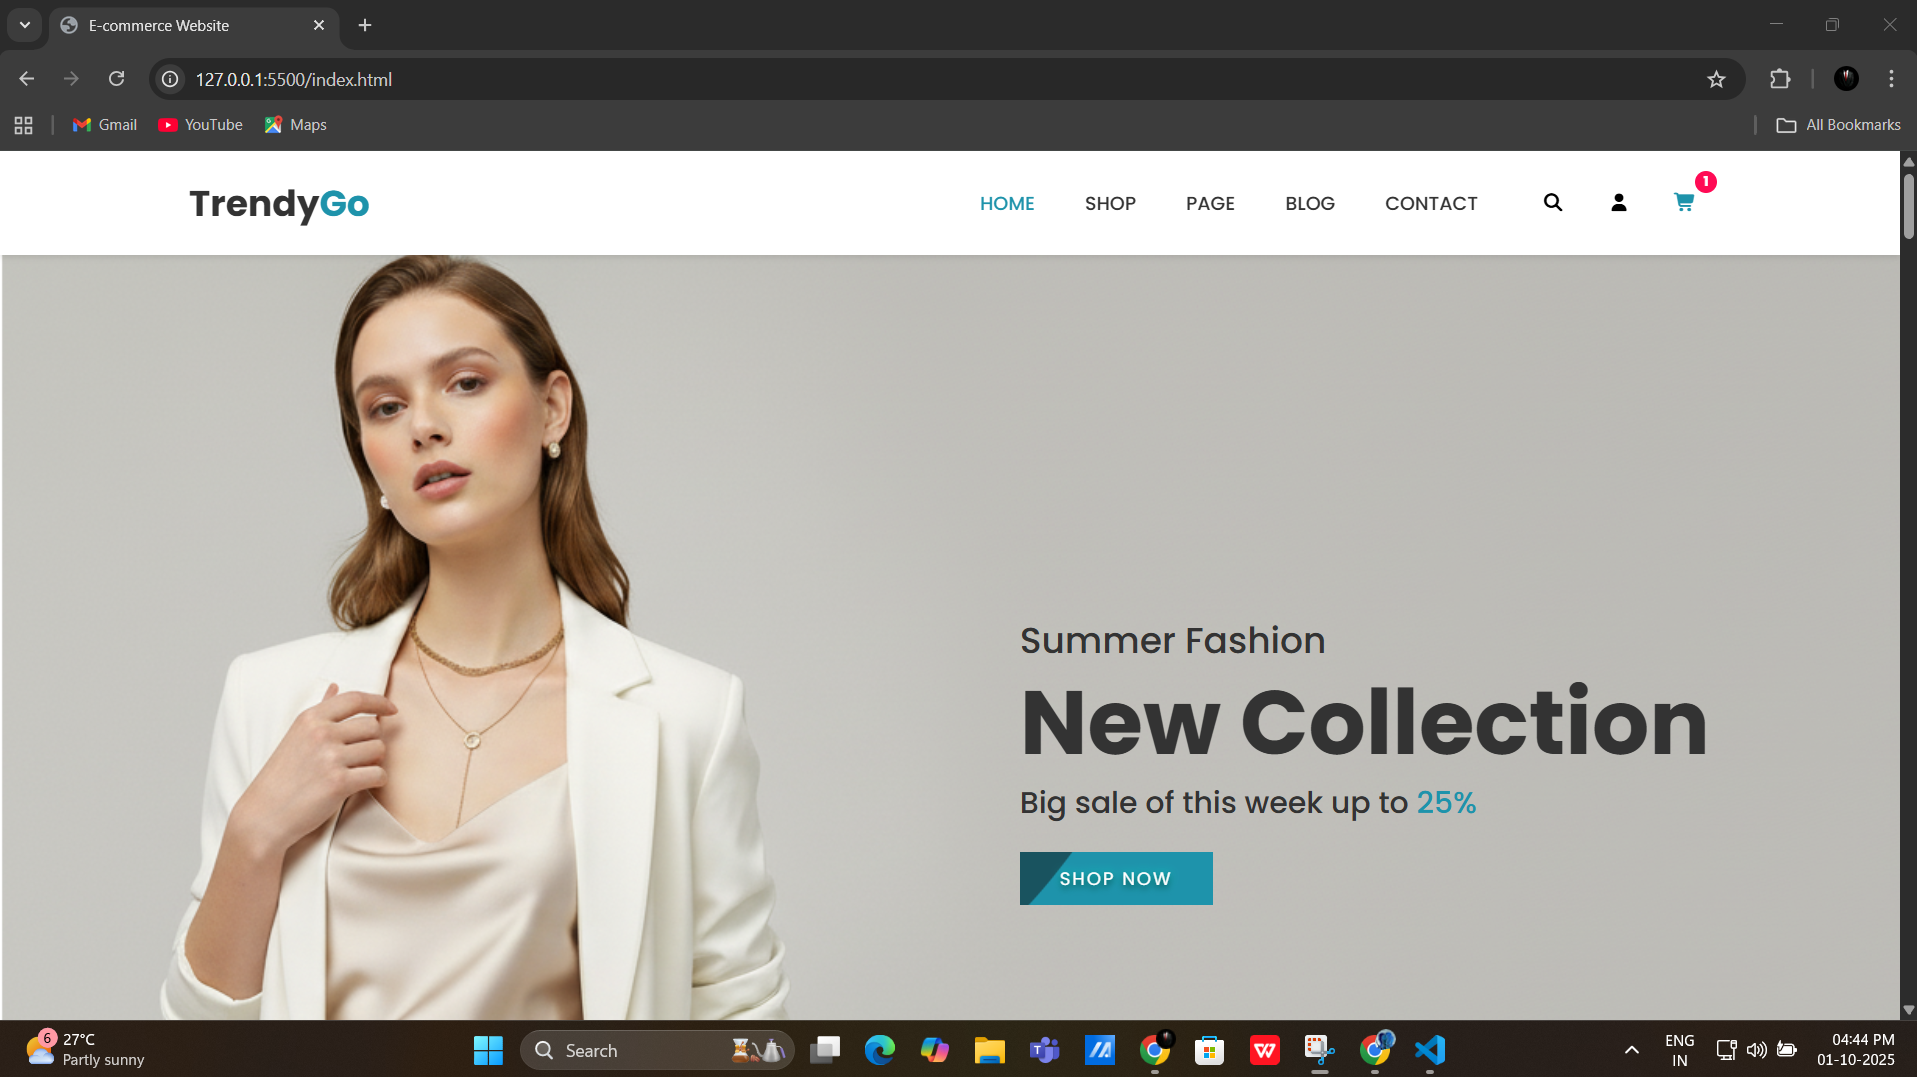 E-commerce Website
127.0.0.1:5500/index.html
Gmail
YouTube
Maps
All Bookmarks
TrendyGo
HOME
SHOP
PAGE
BLOG
CONTACT
1
Summer Fashion
New Collection
Big sale of this week up to 25%
SHOP NOW
6
27°C
Partly sunny
Search
ENG
IN
04:44 PM
01-10-2025